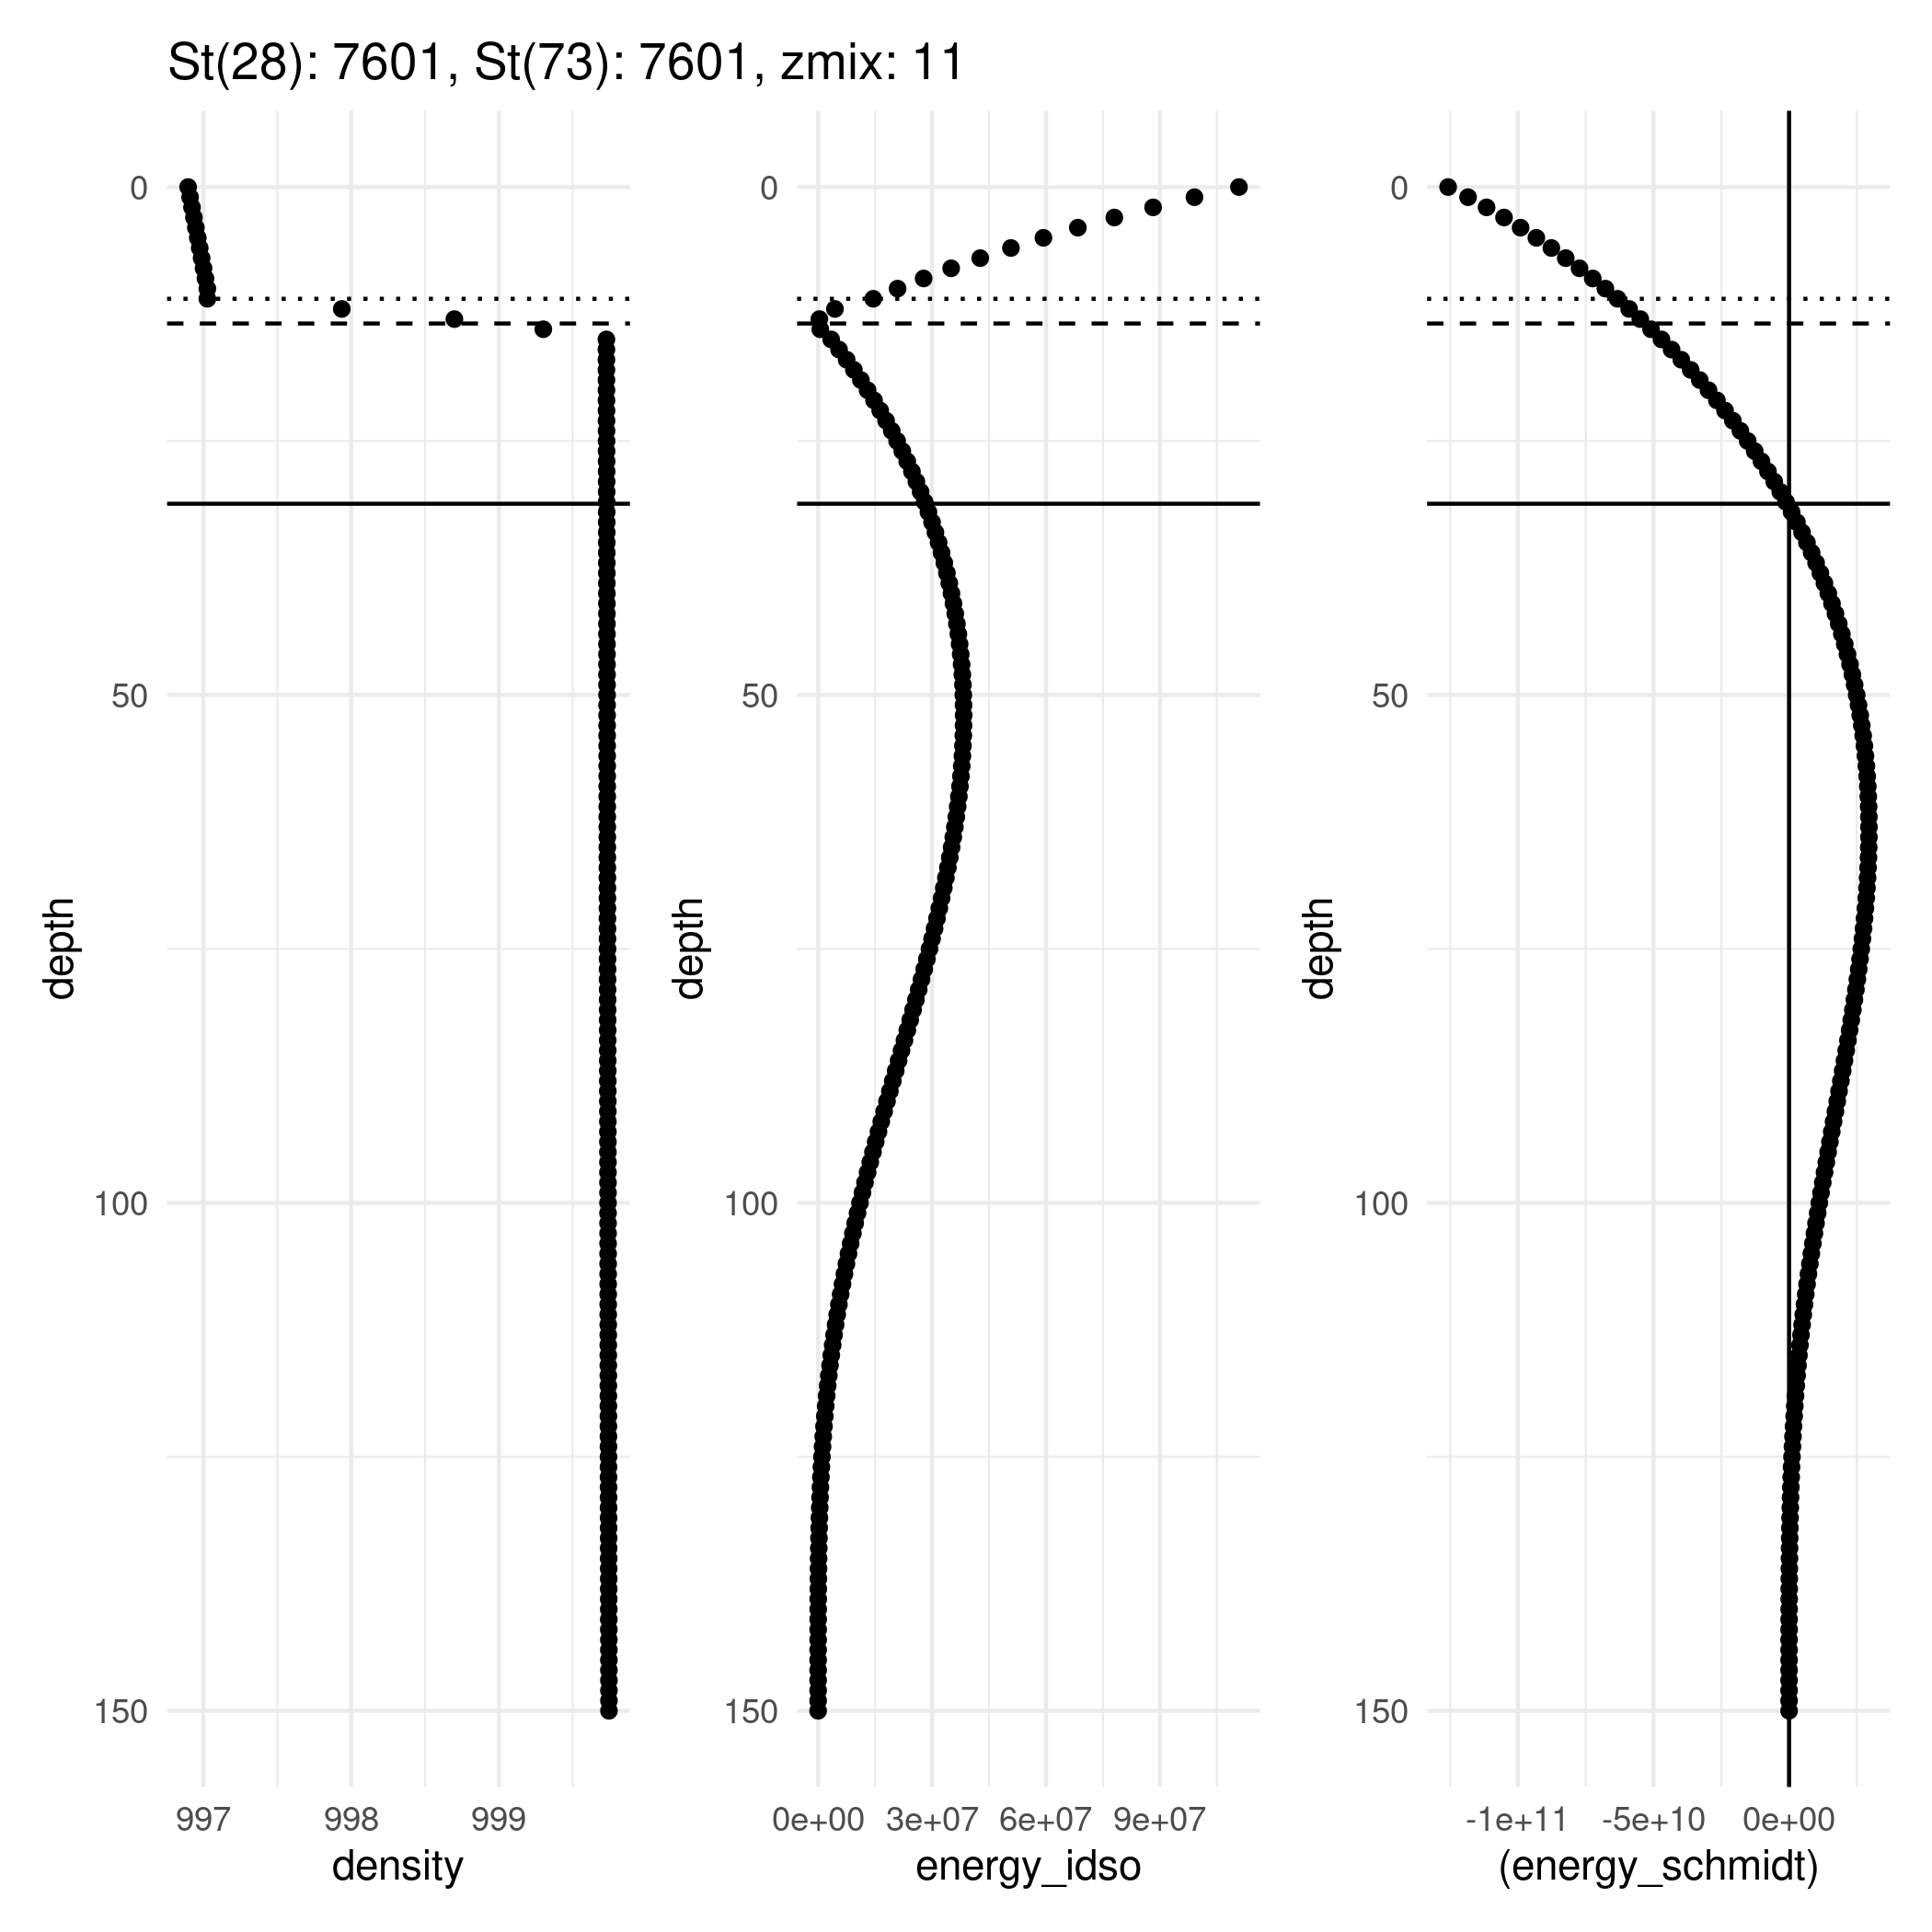 St(28): 7601, St(73): 7601, zmix: 11
0
50
100
150
depth
997 998 999
density
0
50
100
150
depth
0e+00 3e+07 6e+07 9e+07
energy_idso
0
50
100
150
depth
-1e+11 -5e+10 0e+00
(energy_schmidt)